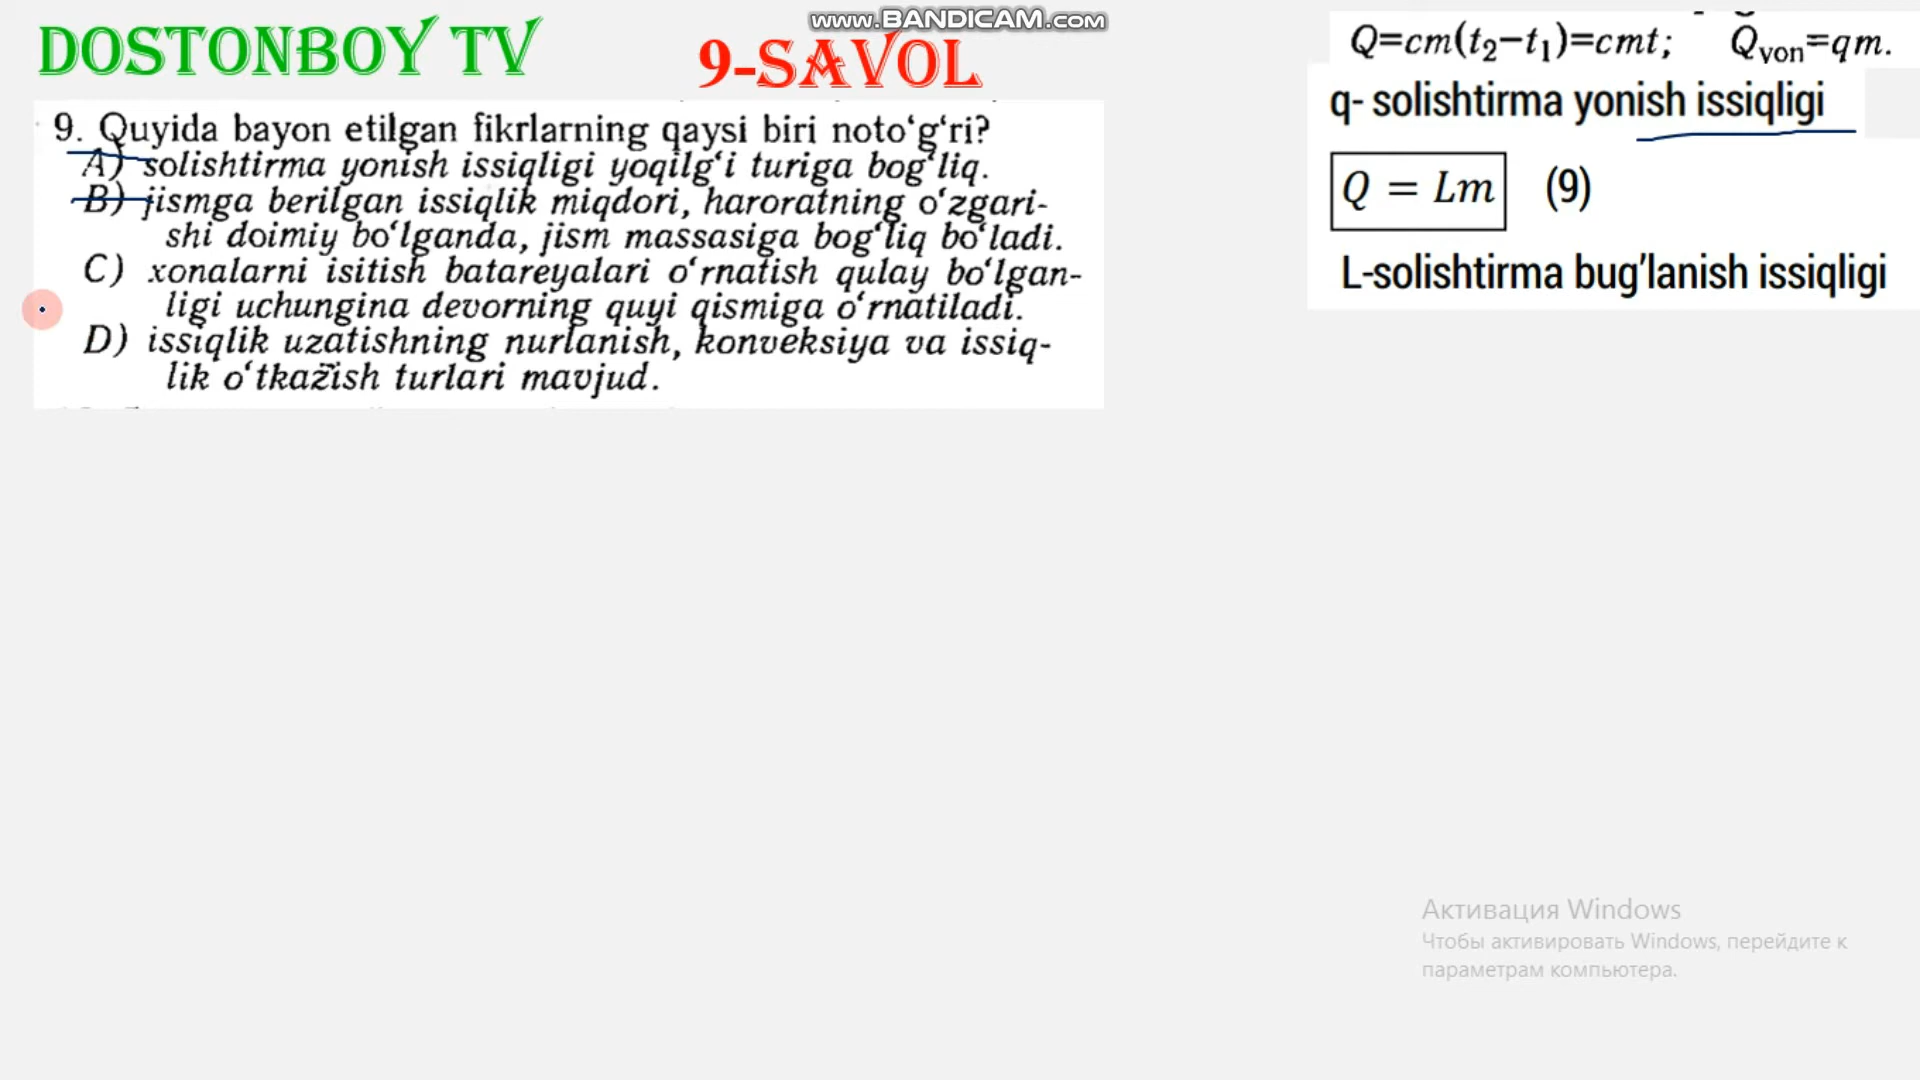 www.BANDICAM.com
DOSTONBOY TV
9-SAVOL
9. Quyida bayon etilgan fikrlarning qaysi biri noto‘g‘ri?
A) solishtirma yonish issiqligi yoqilg‘i turiga bog‘liq.
B) jismga berilgan issiqlik miqdori, haroratning o‘zgari-
shi doimiy bo‘lganda, jism massasiga bog‘liq bo‘ladi.
C) xonalarni isitish batareyalari o‘rnatish qulay bo‘lgan-
ligi uchungina devorning quyi qismiga o‘rnatiladi.
D) issiqlik uzatishning nurlanish, konveksiya va issiq-
lik o‘tkazish turlari mavjud.
Q=cm(t₂−t₁)=cmt; Qyon=qm.
q- solishtirma yonish issiqligi
Q = Lm (9)
L-solishtirma bug’lanish issiqligi
Активация Windows
Чтобы активировать Windows, перейдите к
параметрам компьютера.